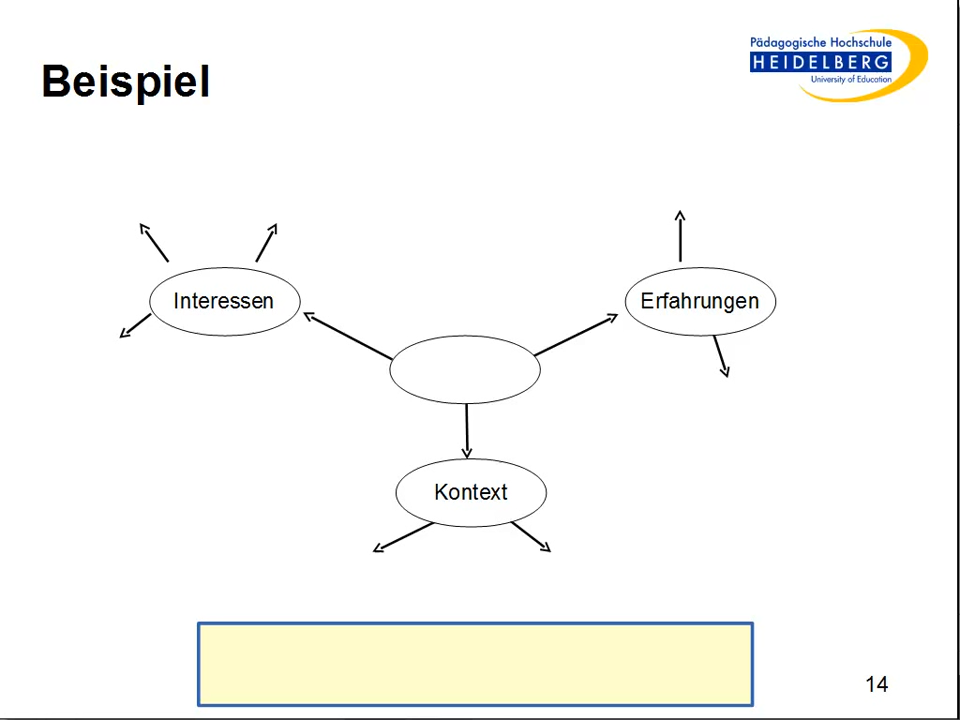 Pädagogische Hochschule
HEIDELBERG
University of Education
Beispiel
Interessen
Erfahrungen
Kontext
14